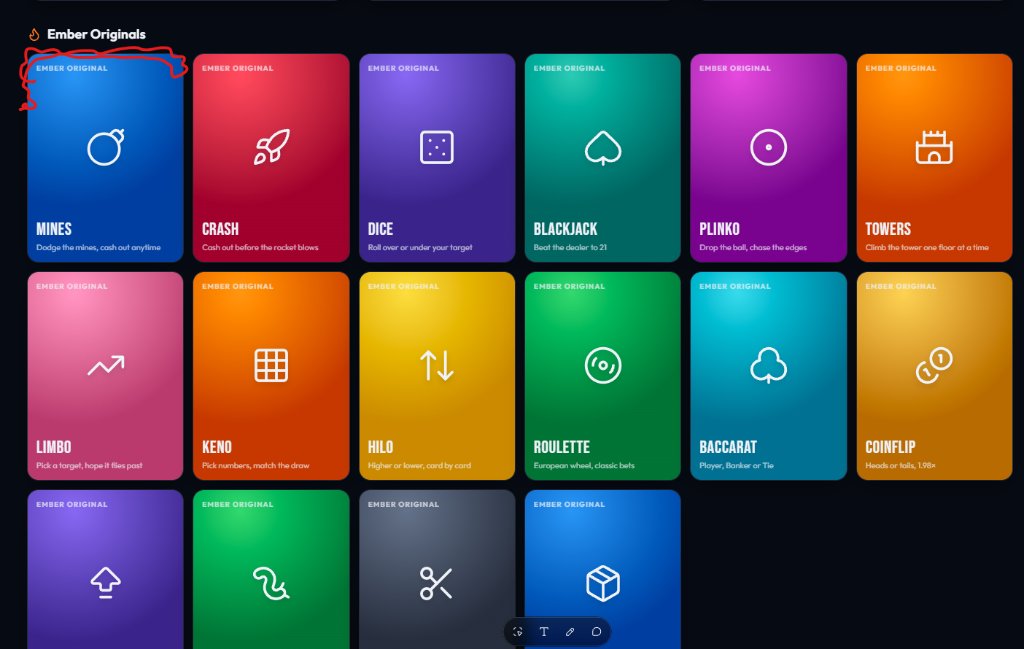 Ember Originals
EMBER ORIGINAL
EMBER ORIGINAL
EMBER ORIGINAL
EMBER ORIGINAL
EMBER ORIGINAL
EMBER ORIGINAL
MINES
Dodge the mines, cash out anytime
CRASH
Cash out before the rocket blows
DICE
Roll over or under your target
BLACKJACK
Beat the dealer to 21
PLINKO
Drop the ball, chase the edges
TOWERS
Climb the tower one floor at a time
EMBER ORIGINAL
EMBER ORIGINAL
EMBER ORIGINAL
EMBER ORIGINAL
EMBER ORIGINAL
EMBER ORIGINAL
1
1
LIMBO
Pick a target, hope it flies past
KENO
Pick numbers, match the draw
HILO
Higher or lower, card by card
ROULETTE
European wheel, classic bets
BACCARAT
Player, Banker or Tie
COINFLIP
Heads or tails, 1.98×
EMBER ORIGINAL
EMBER ORIGINAL
EMBER ORIGINAL
EMBER ORIGINAL
T